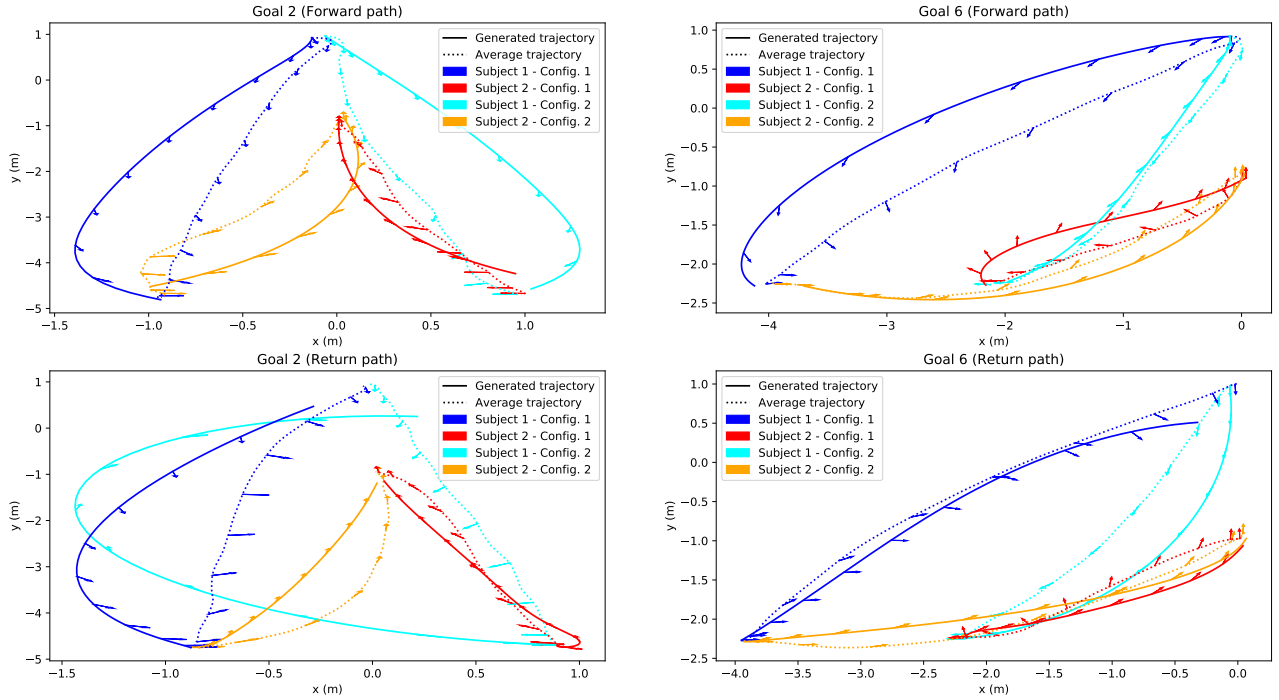 Goal 2 (Forward path)
y (m)
1
0
−1
−2
−3
−4
−5
Generated trajectory
Average trajectory
Subject 1 - Config. 1
Subject 2 - Config. 1
Subject 1 - Config. 2
Subject 2 - Config. 2
−1.5
−1.0
−0.5
0.0
0.5
1.0
x (m)
Goal 6 (Forward path)
y (m)
1.0
0.5
0.0
−0.5
−1.0
−1.5
−2.0
−2.5
Generated trajectory
Average trajectory
Subject 1 - Config. 1
Subject 2 - Config. 1
Subject 1 - Config. 2
Subject 2 - Config. 2
−4
−3
−2
−1
0
x (m)
Goal 2 (Return path)
y (m)
1
0
−1
−2
−3
−4
−5
Generated trajectory
Average trajectory
Subject 1 - Config. 1
Subject 2 - Config. 1
Subject 1 - Config. 2
Subject 2 - Config. 2
−1.5
−1.0
−0.5
0.0
0.5
1.0
x (m)
Goal 6 (Return path)
y (m)
1.0
0.5
0.0
−0.5
−1.0
−1.5
−2.0
−2.5
Generated trajectory
Average trajectory
Subject 1 - Config. 1
Subject 2 - Config. 1
Subject 1 - Config. 2
Subject 2 - Config. 2
−4.0
−3.5
−3.0
−2.5
−2.0
−1.5
−1.0
−0.5
0.0
x (m)